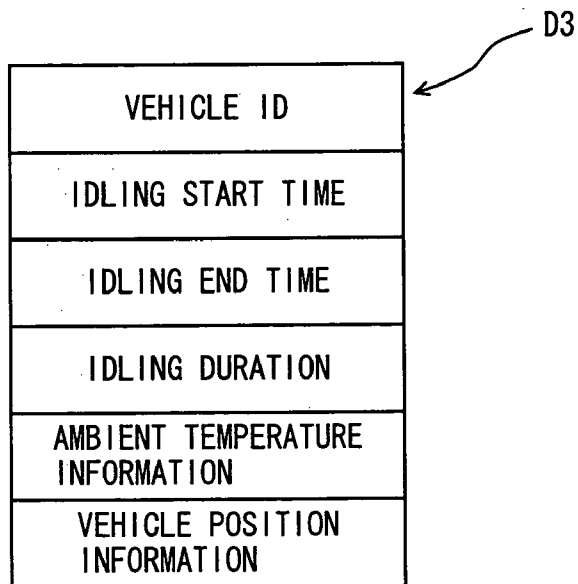 D3
VEHICLE ID
IDLING START TIME
IDLING END TIME
IDLING DURATION
AMBIENT TEMPERATURE
INFORMATION
VEHICLE POSITION
INFORMATION